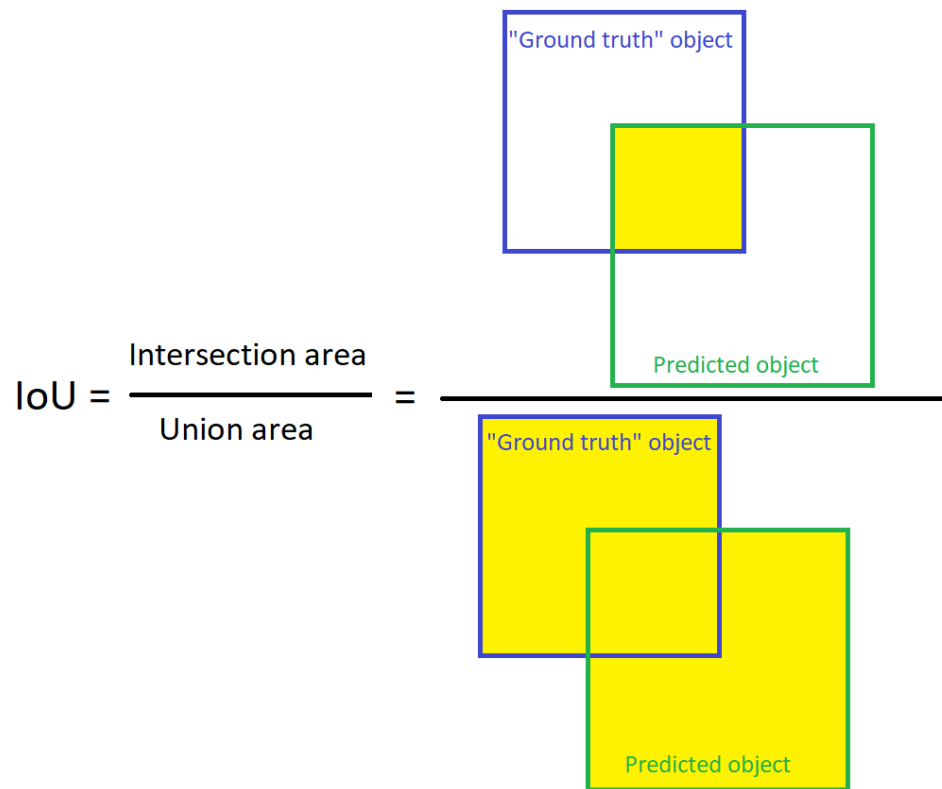 "Ground truth" object
Predicted object
IoU = Intersection area / Union area =
"Ground truth" object
Predicted object